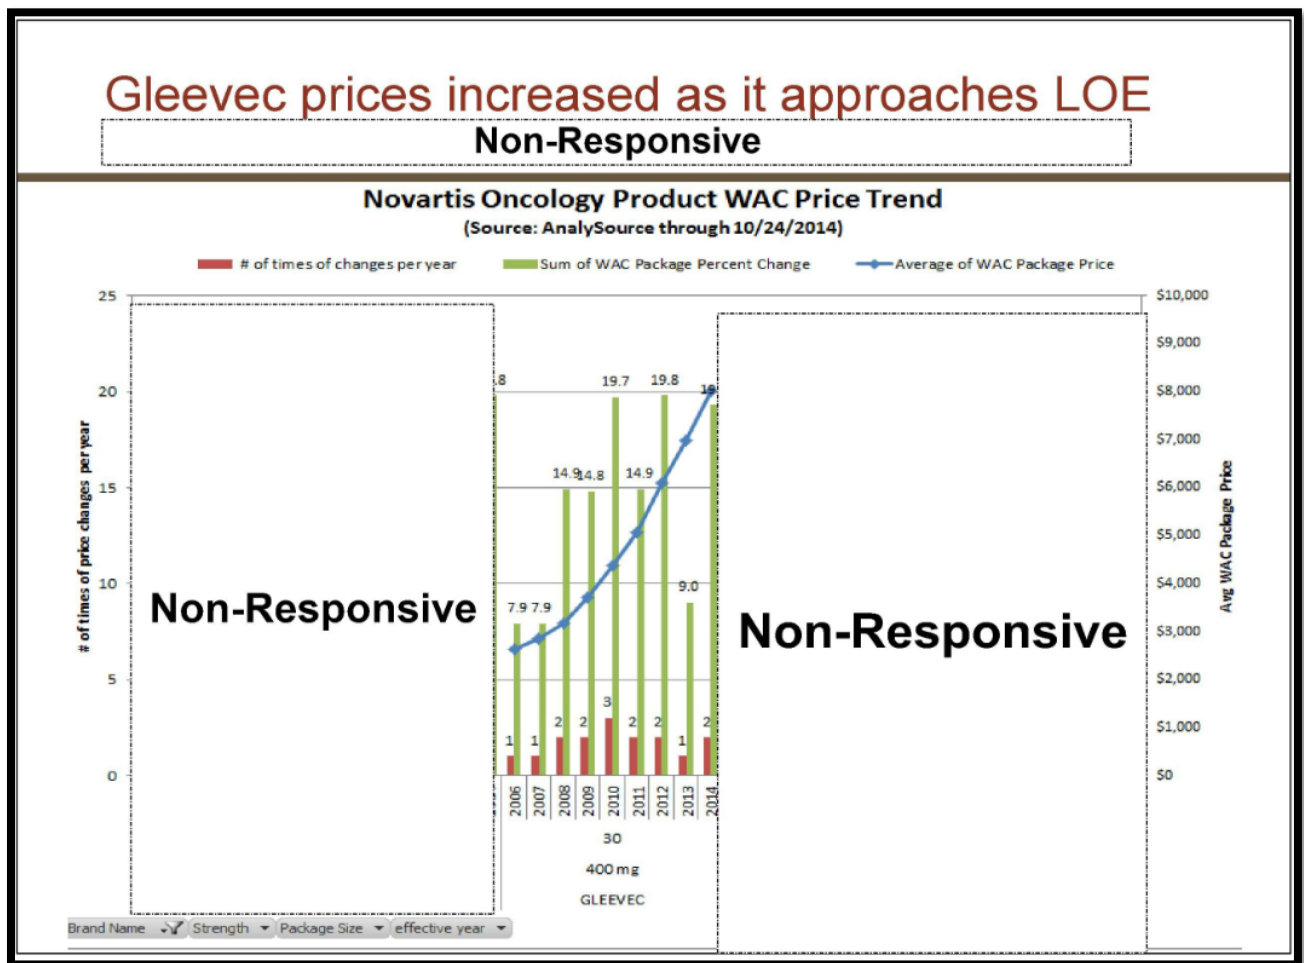 Gleevec prices increased as it approaches LOE
Non-Responsive
Novartis Oncology Product WAC Price Trend
(Source: AnalySource through 10/24/2014)
# of times of changes per year
Sum of WAC Package Percent Change
Average of WAC Package Price
25
20
15
10
5
0
# of times of price changes per year
Non-Responsive
.8
7.9
7.9
14.9
14.8
19.7
14.9
19.8
9.0
19
1
1
2
2
3
2
2
1
2
2006
2007
2008
2009
2010
2011
2012
2013
2014
30
400 mg
GLEEVEC
Non-Responsive
$10,000
$9,000
$8,000
$7,000
$6,000
$5,000
$4,000
$3,000
$2,000
$1,000
$0
Avg WAC Package Price
Brand Name
Strength
Package Size
effective year